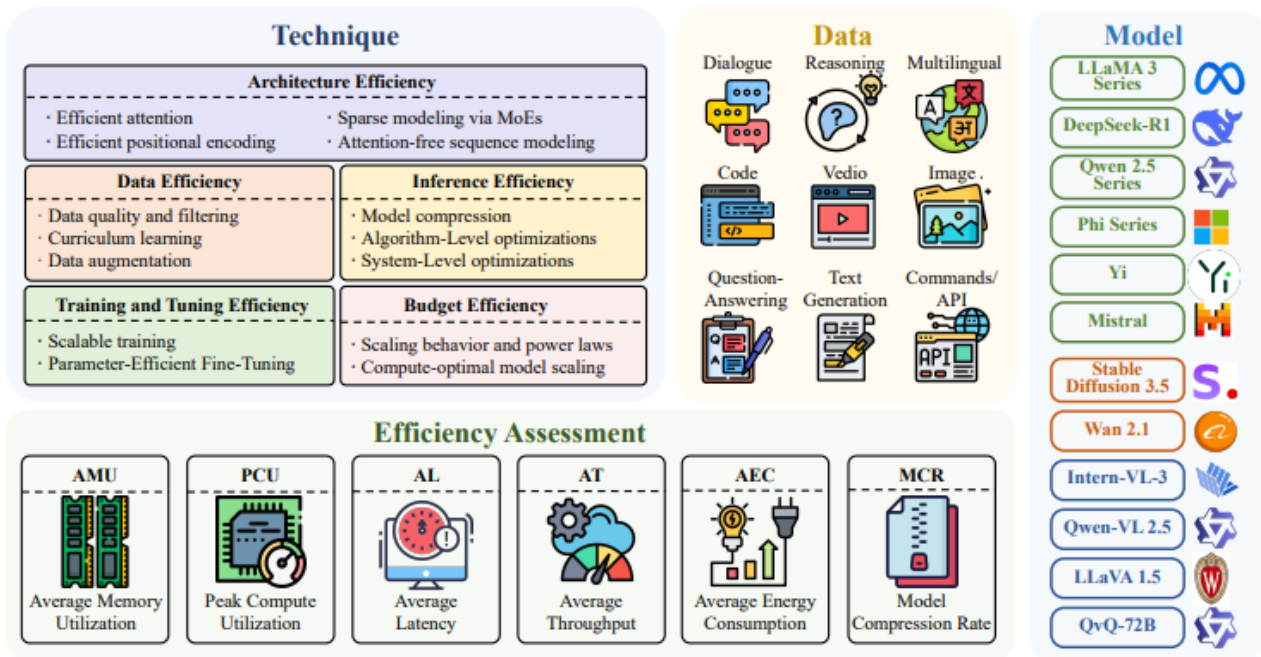 Technique
Architecture Efficiency
· Efficient attention
· Sparse modeling via MoEs
· Efficient positional encoding
· Attention-free sequence modeling
Data Efficiency
· Data quality and filtering
· Curriculum learning
· Data augmentation
Inference Efficiency
· Model compression
· Algorithm-Level optimizations
· System-Level optimizations
Training and Tuning Efficiency
· Scalable training
· Parameter-Efficient Fine-Tuning
Budget Efficiency
· Scaling behavior and power laws
· Compute-optimal model scaling
Data
Dialogue
Reasoning
Multilingual
?
A
文
अ
Code
Vedio
Image .
</>
Question-
Answering
Text
Generation
Commands/
API
Q
A
API
Model
LLaMA 3
Series
DeepSeek-R1
Qwen 2.5
Series
Phi Series
Yi
Yi
Mistral
Stable
Diffusion 3.5
S.
Wan 2.1
Intern-VL-3
Qwen-VL 2.5
LLaVA 1.5
W
QvQ-72B
Efficiency Assessment
AMU
Average Memory
Utilization
PCU
Peak Compute
Utilization
AL
!
Average
Latency
AT
Average
Throughput
AEC
Average Energy
Consumption
MCR
Model
Compression Rate